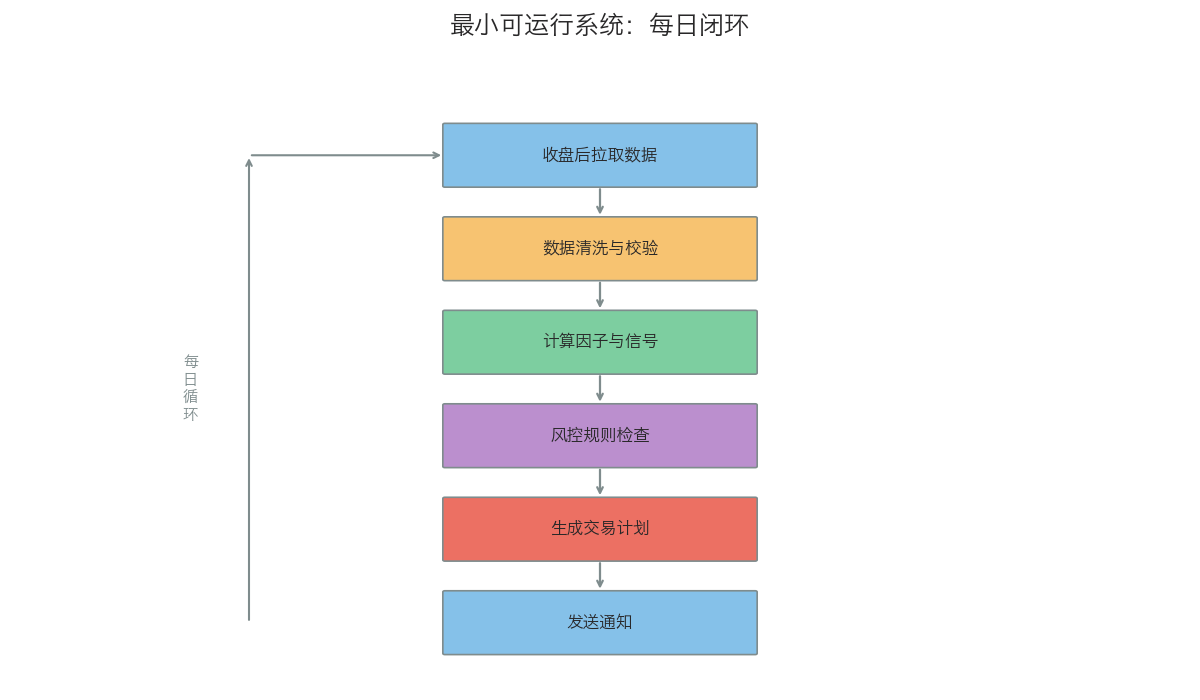 最小可运行系统：每日闭环
收盘后拉取数据
数据清洗与校验
计算因子与信号
每
日
循
环
风控规则检查
生成交易计划
发送通知